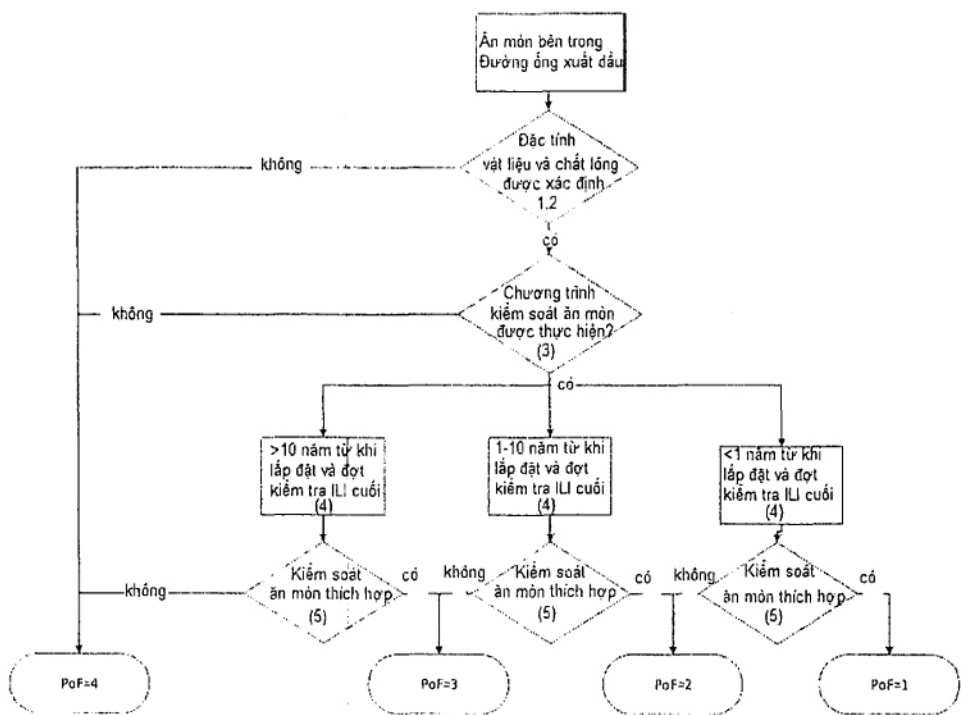 Ăn mòn bên trong
Đường ống xuất dầu
Đặc tính
vật liệu và chất lỏng
được xác định
1,2
không
có
Chương trình
kiểm soát ăn mòn
được thực hiện?
(3)
không
có
>10 năm từ khi
lắp đặt và đợt
kiểm tra ILI cuối
(4)
1-10 năm từ khi
lắp đặt và đợt
kiểm tra ILI cuối
(4)
<1 năm từ khi
lắp đặt và đợt
kiểm tra ILI cuối
(4)
không
Kiểm soát
ăn mòn thích hợp
(5)
có
không
Kiểm soát
ăn mòn thích hợp
(5)
có
không
Kiểm soát
ăn mòn thích hợp
(5)
có
PoF=4
PoF=3
PoF=2
PoF=1